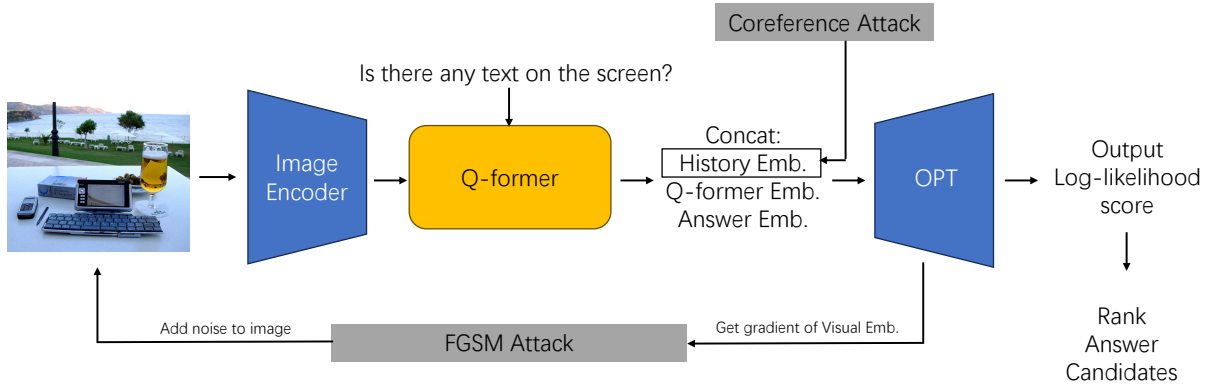 Coreference Attack
Is there any text on the screen?
Image
Encoder
Q-former
Concat:
History Emb.
Q-former Emb.
Answer Emb.
OPT
Output
Log-likelihood
score
Add noise to image
FGSM Attack
Get gradient of Visual Emb.
Rank
Answer
Candidates